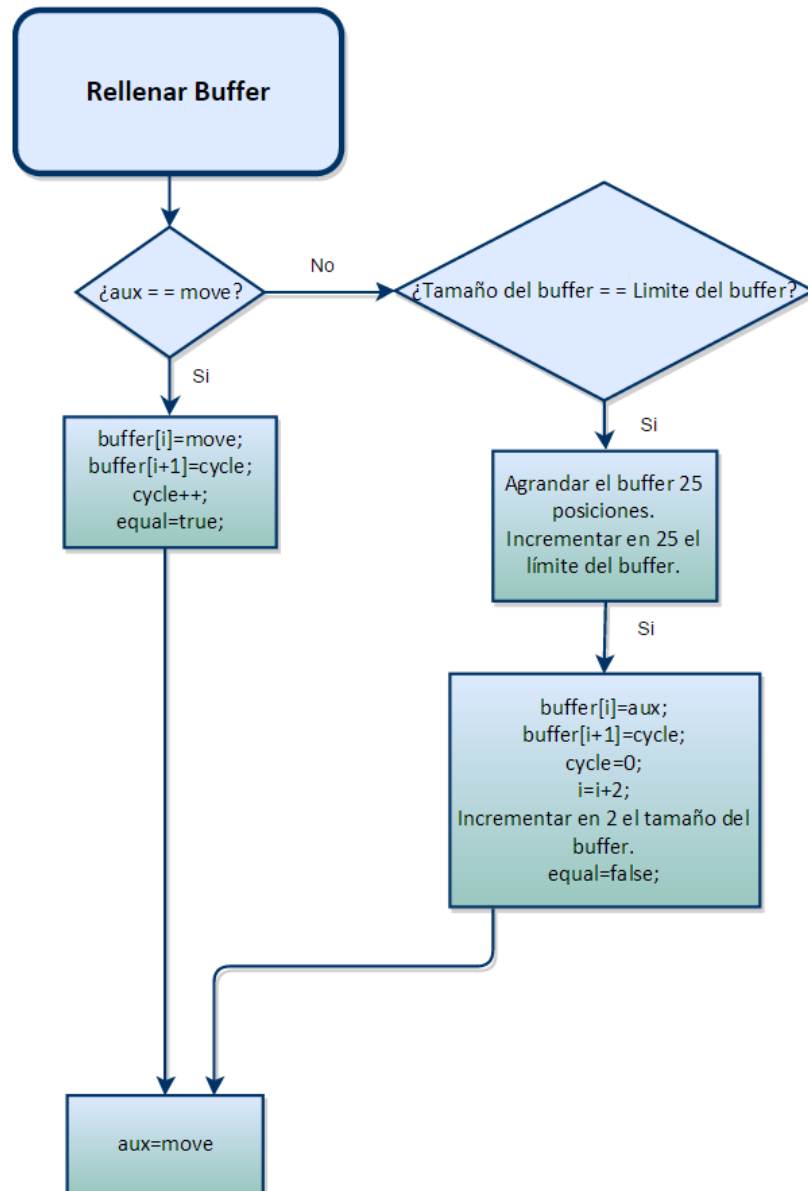 Rellenar Buffer
¿aux = = move?
No
¿Tamaño del buffer = = Limite del buffer?
Si
buffer[i]=move;
buffer[i+1]=cycle;
cycle++;
equal=true;
Si
Agrandar el buffer 25
posiciones.
Incrementar en 25 el
límite del buffer.
Si
buffer[i]=aux;
buffer[i+1]=cycle;
cycle=0;
i=i+2;
Incrementar en 2 el tamaño del
buffer.
equal=false;
aux=move